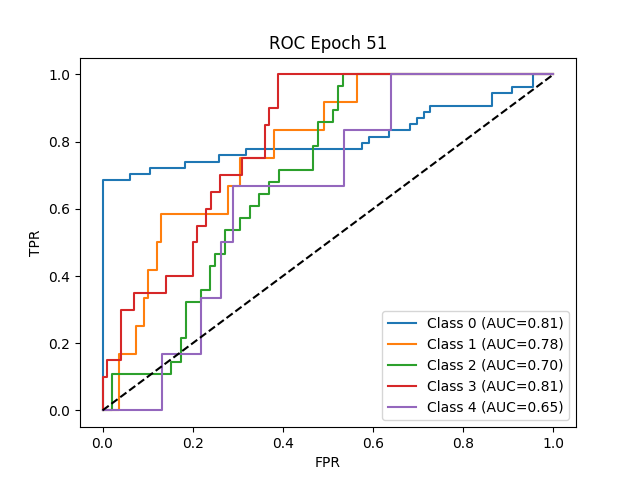 ROC Epoch 51
1.0
0.8
0.6
0.4
0.2
0.0
TPR
0.0 0.2 0.4 0.6 0.8 1.0
FPR
Class 0 (AUC=0.81)
Class 1 (AUC=0.78)
Class 2 (AUC=0.70)
Class 3 (AUC=0.81)
Class 4 (AUC=0.65)